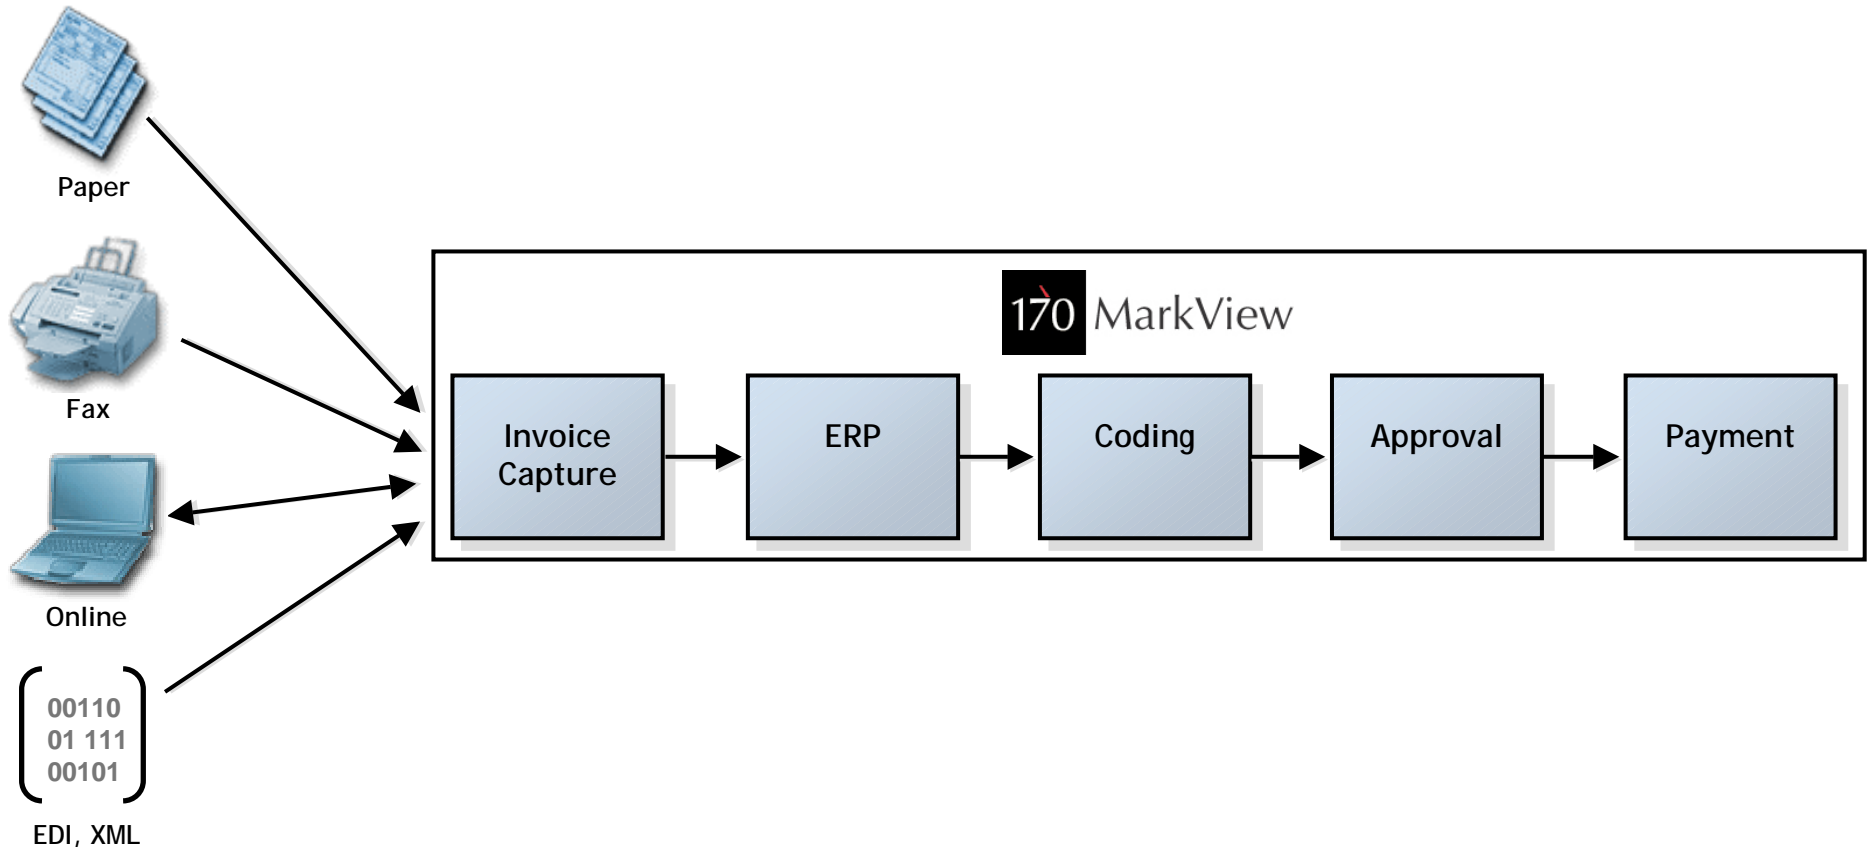 Paper
Fax
Online
00110
01 111
00101
EDI, XML
170 MarkView
Invoice
Capture
ERP
Coding
Approval
Payment